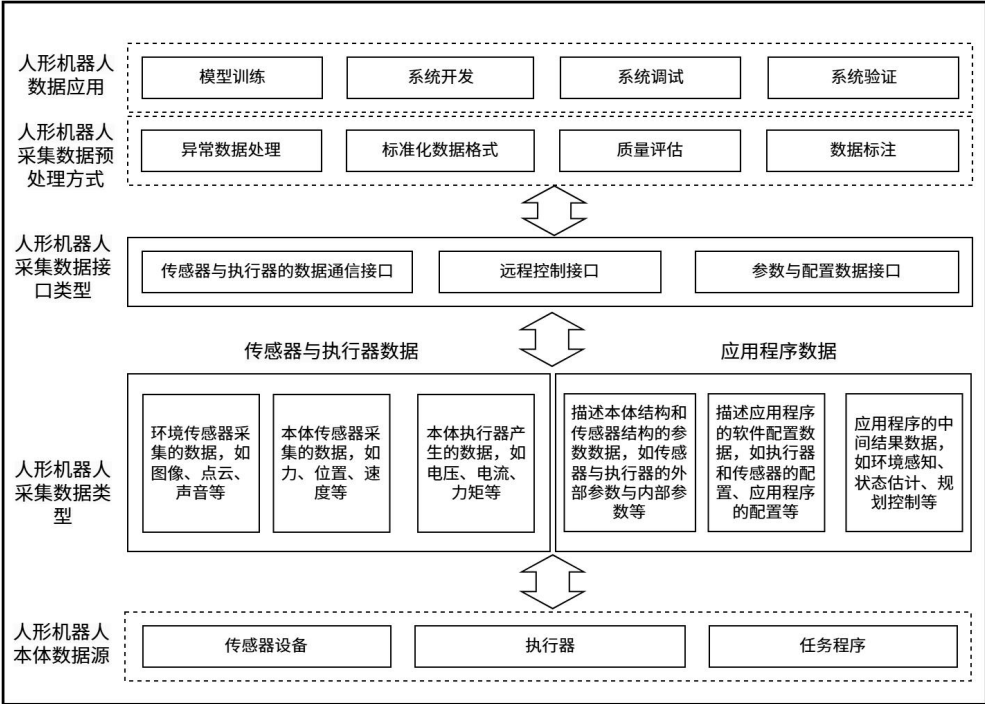 人形机器人
数据应用
模型训练
系统开发
系统调试
系统验证
人形机器人
采集数据预
处理方式
异常数据处理
标准化数据格式
质量评估
数据标注
人形机器人
采集数据接
口类型
传感器与执行器的数据通信接口
远程控制接口
参数与配置数据接口
传感器与执行器数据
应用程序数据
人形机器人
采集数据类
型
环境传感器采
集的数据，如
图像、点云、
声音等
本体传感器采
集的数据，如
力、位置、速
度等
本体执行器产
生的数据，如
电压、电流、
力矩等
描述本体结构和
传感器结构的参
数数据，如传感
器与执行器的外
部参数与内部参
数等
描述应用程序
的软件配置数
据，如执行器
和传感器的配
置、应用程序
的配置等
应用程序的中
间结果数据，
如环境感知、
状态估计、规
划控制等
人形机器人
本体数据源
传感器设备
执行器
任务程序